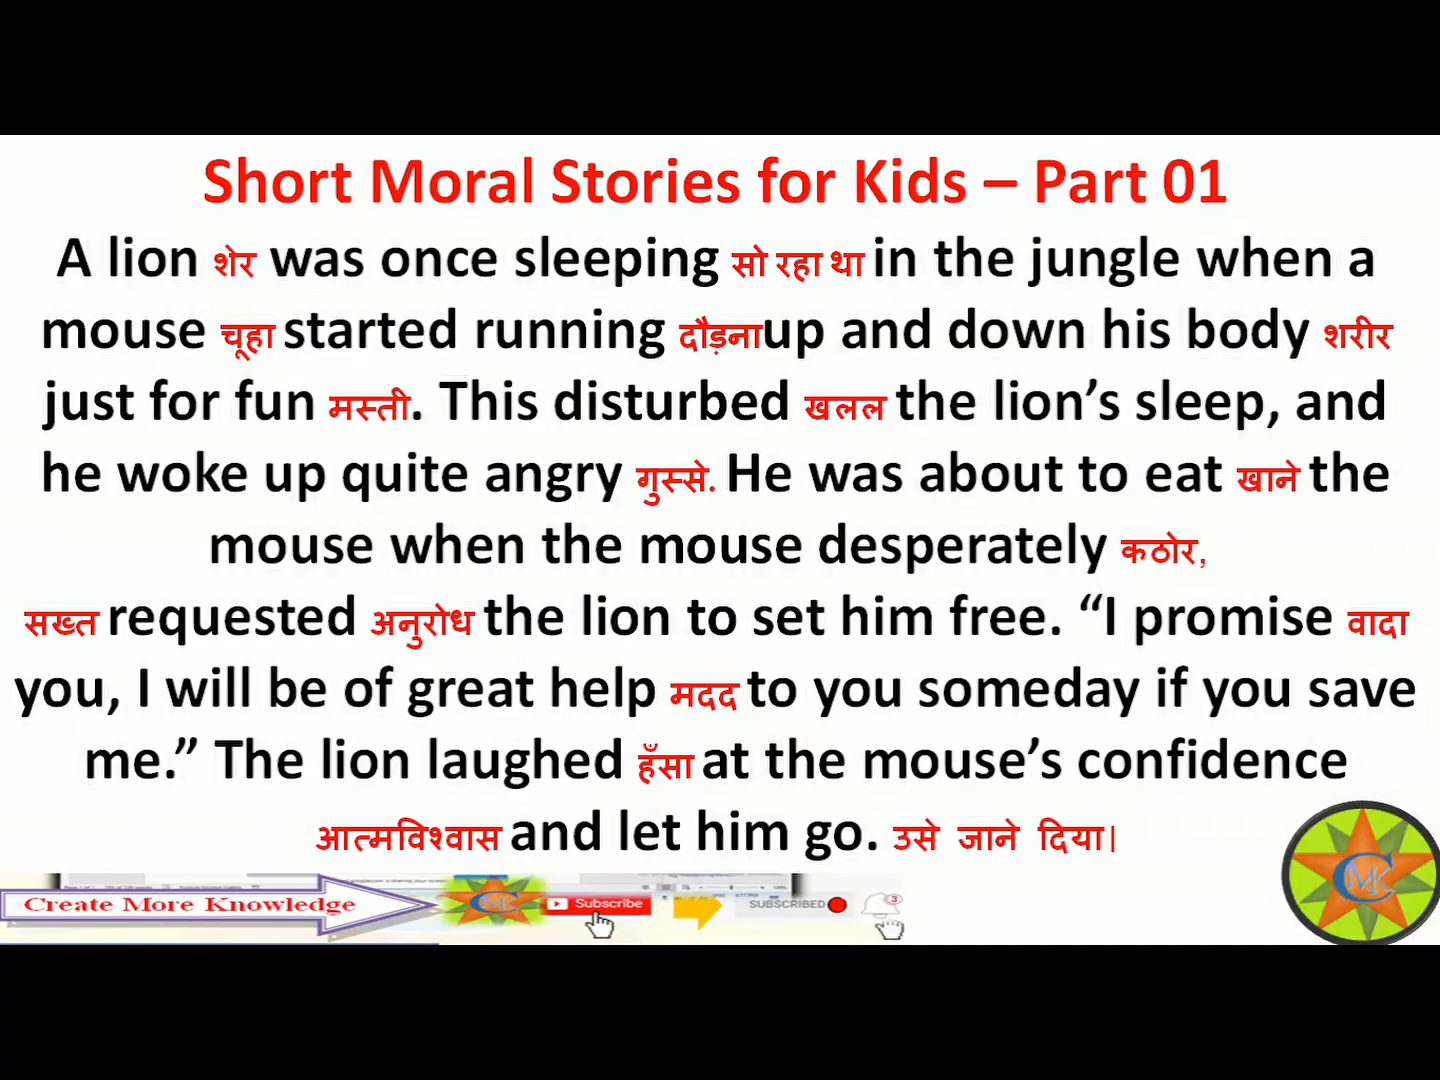 Short Moral Stories for Kids – Part 01
A lion शेर was once sleeping सो रहा था in the jungle when a
mouse चूहा started running दौड़ना up and down his body शरीर
just for fun मस्ती. This disturbed खलल the lion’s sleep, and
he woke up quite angry गुस्से. He was about to eat खाने the
mouse when the mouse desperately कठोर,
सख्त requested अनुरोध the lion to set him free. “I promise वादा
you, I will be of great help मदद to you someday if you save
me.” The lion laughed हँसा at the mouse’s confidence
आत्मविश्वास and let him go. उसे जाने दिया।
Create More Knowledge
Subscribe
SUBSCRIBED
3
CMK